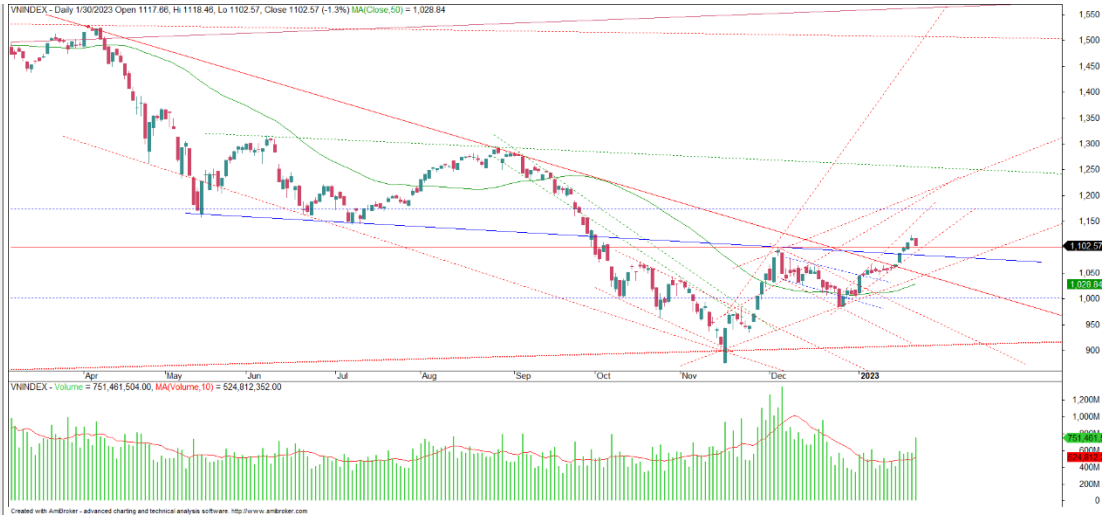 VNINDEX - Daily 1/30/2023 Open 1117.66, Hi 1118.46, Lo 1102.57, Close 1102.57 (-1.3%) MA(Close,50) = 1,028.84
1,550
1,500
1,450
1,400
1,350
1,300
1,250
1,200
1,150
1,102.57
1,050
1,028.84
1,000
950
900
Apr May Jun Jul Aug Sep Oct Nov Dec 2023
VNINDEX - Volume = 751,461,504.00, MA(Volume,10) = 524,812,352.00
1,200M
1,000M
751,461,5
524,812,
400M
200M
0
Created with AmiBroker - advanced charting and technical analysis software. http://www.amibroker.com